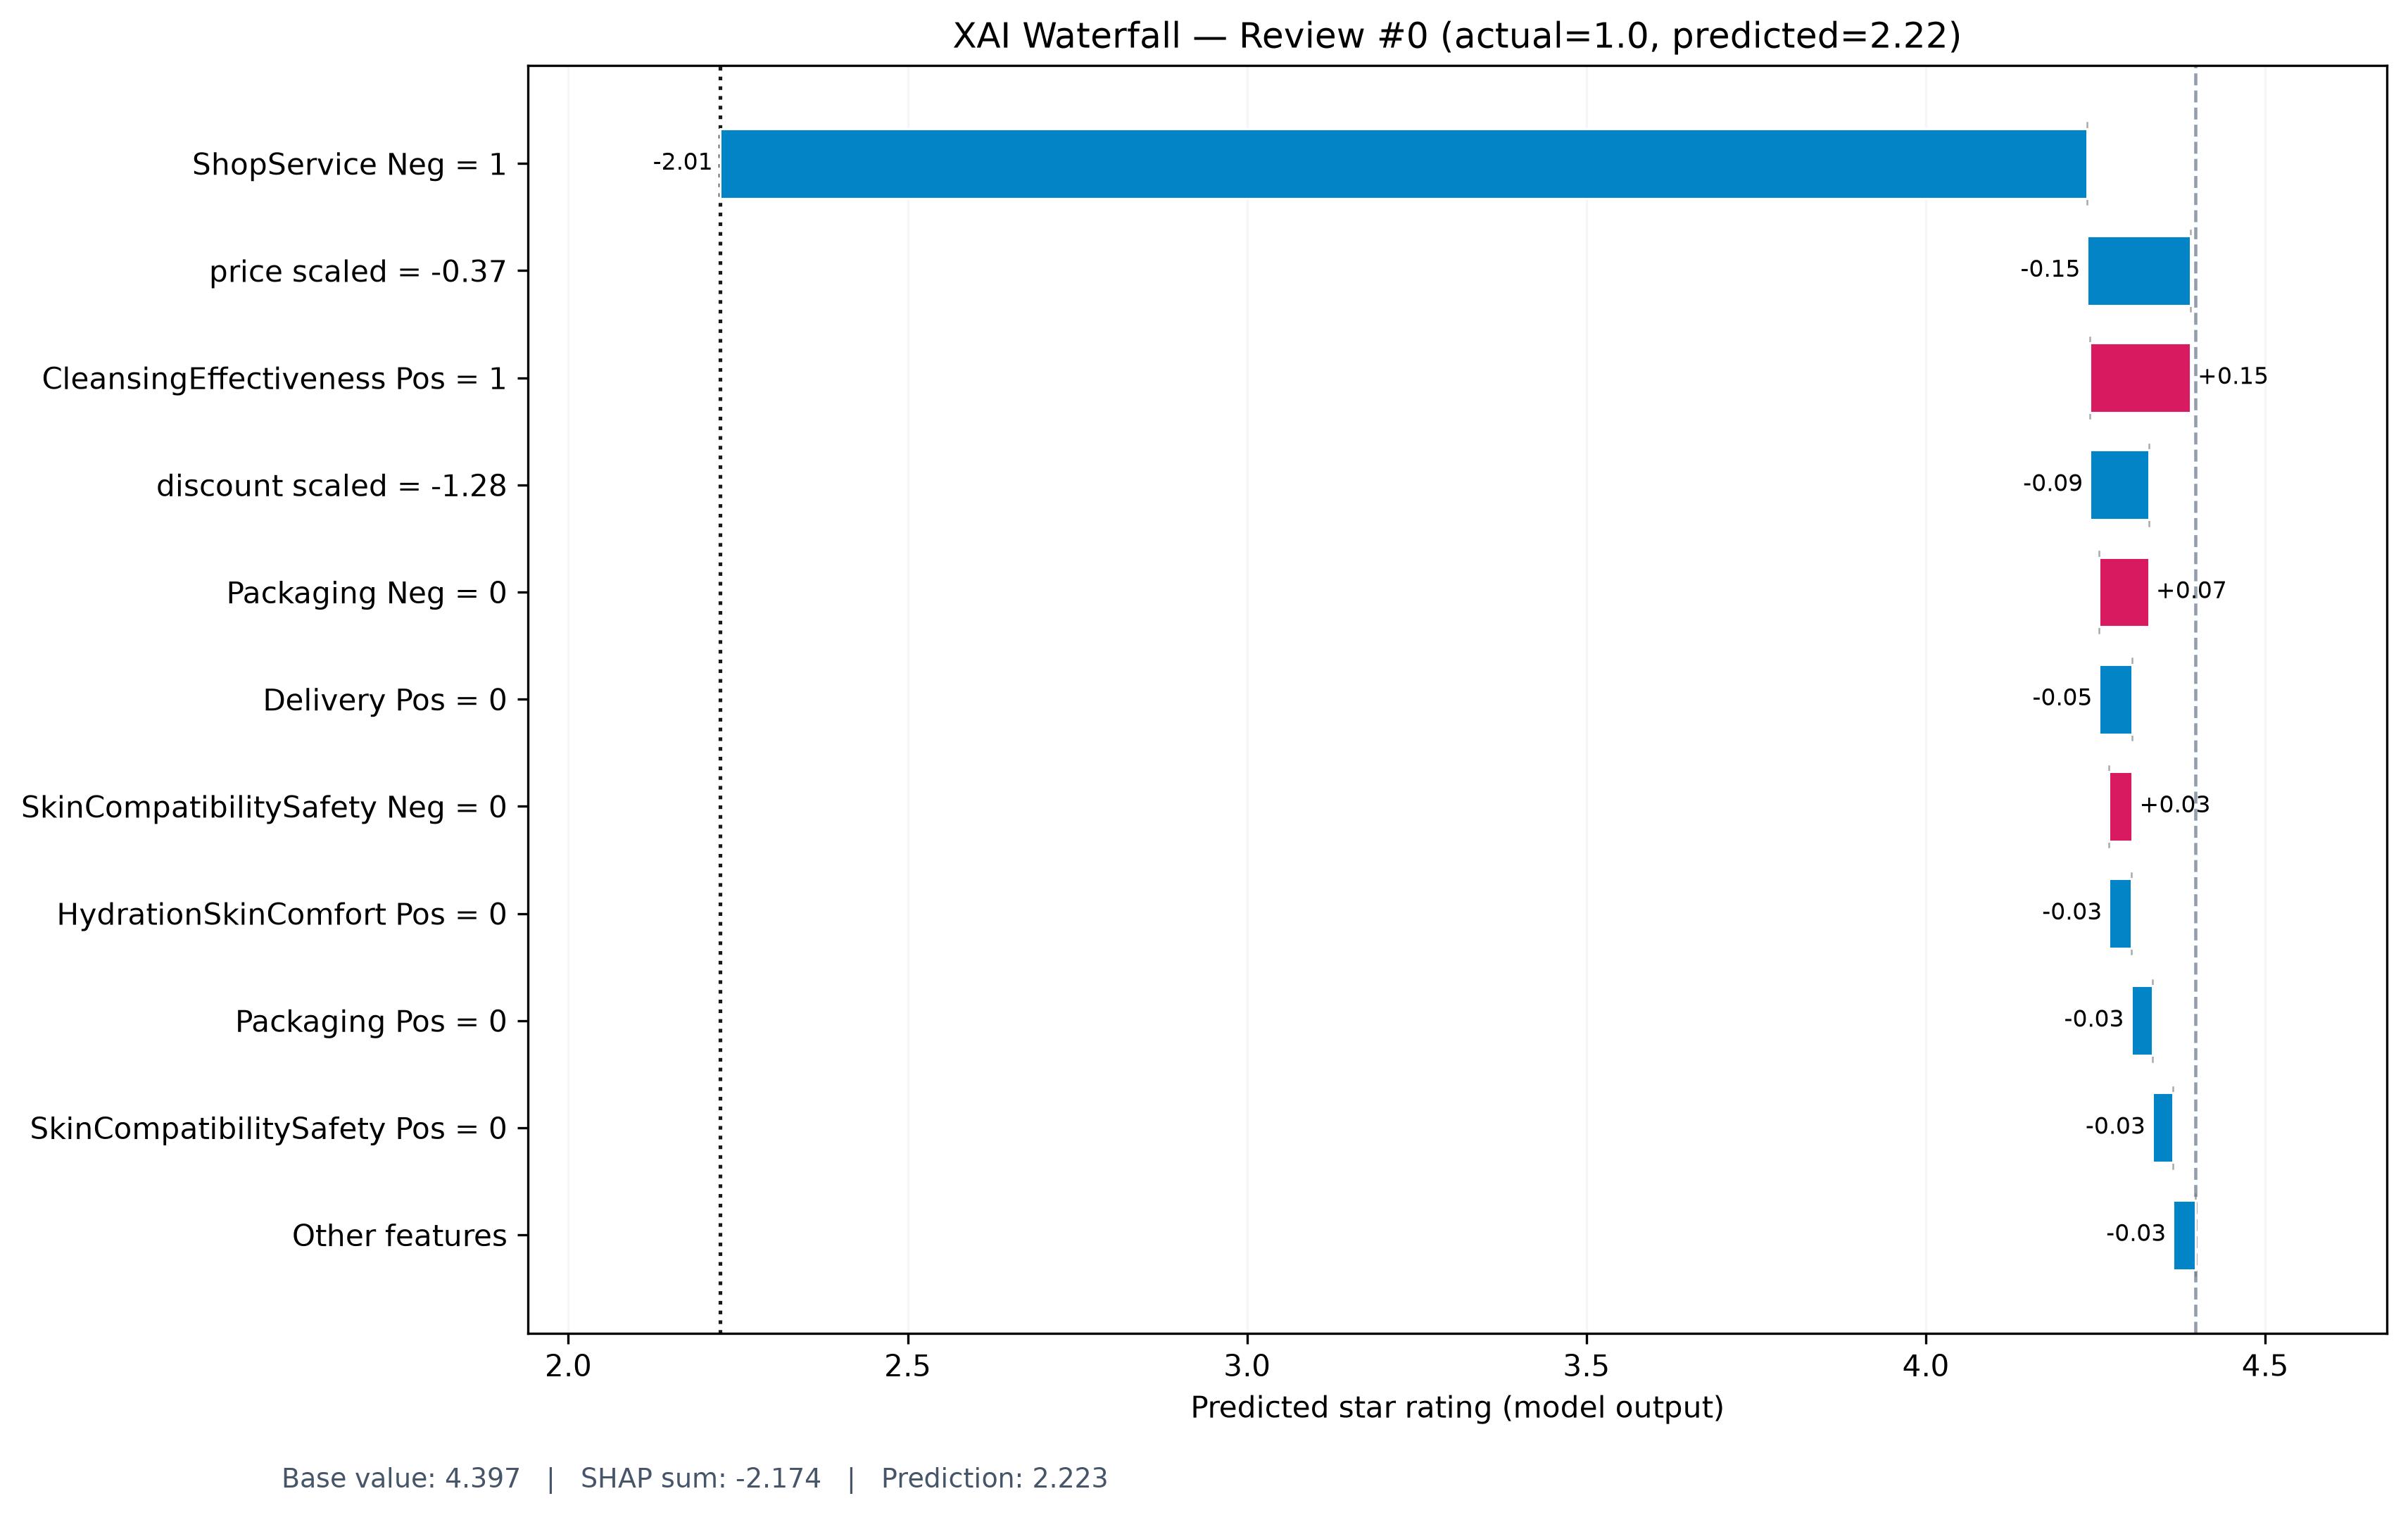 XAI Waterfall — Review #0 (actual=1.0, predicted=2.22)
ShopService Neg = 1
-2.01
price scaled = -0.37
-0.15
CleansingEffectiveness Pos = 1
+0.15
discount scaled = -1.28
-0.09
Packaging Neg = 0
+0.07
Delivery Pos = 0
-0.05
SkinCompatibilitySafety Neg = 0
+0.03
HydrationSkinComfort Pos = 0
-0.03
Packaging Pos = 0
-0.03
SkinCompatibilitySafety Pos = 0
-0.03
Other features
-0.03
2.0 2.5 3.0 3.5 4.0 4.5
Predicted star rating (model output)
Base value: 4.397 | SHAP sum: -2.174 | Prediction: 2.223